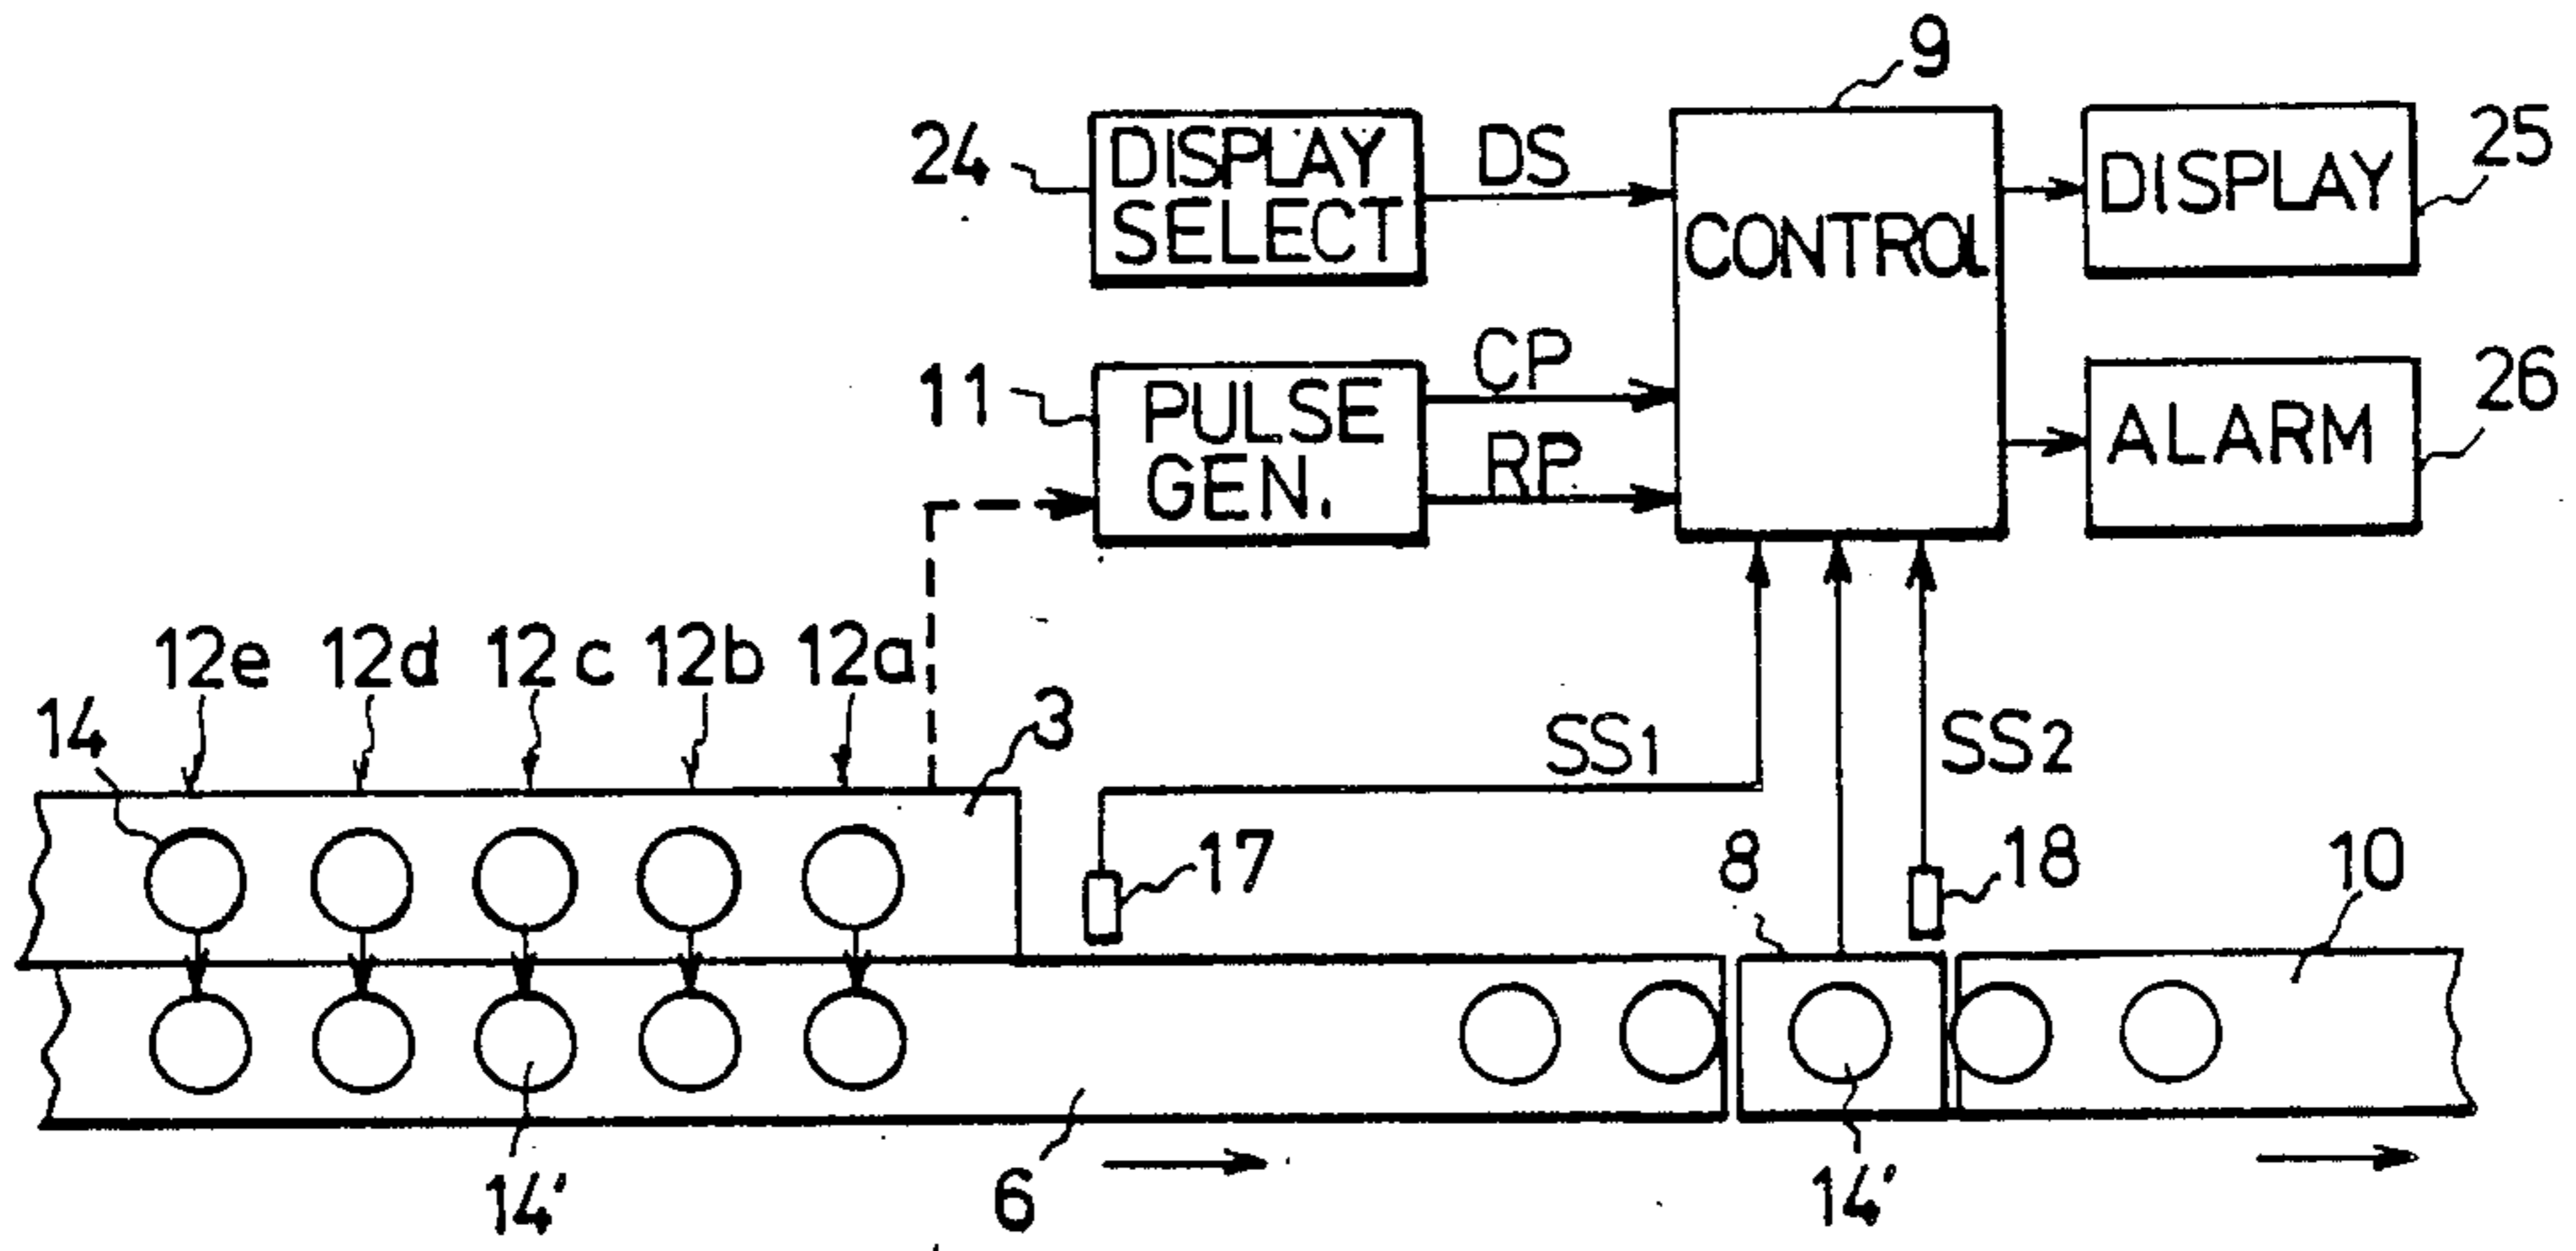 9
24
DISPLAY
SELECT
DS
CONTROL
DISPLAY
25
11
PULSE
GEN.
CP
RP
ALARM
26
12e
12d
12c
12b
12a
14
3
SS1
SS2
17
8
18
10
14'
6
14'